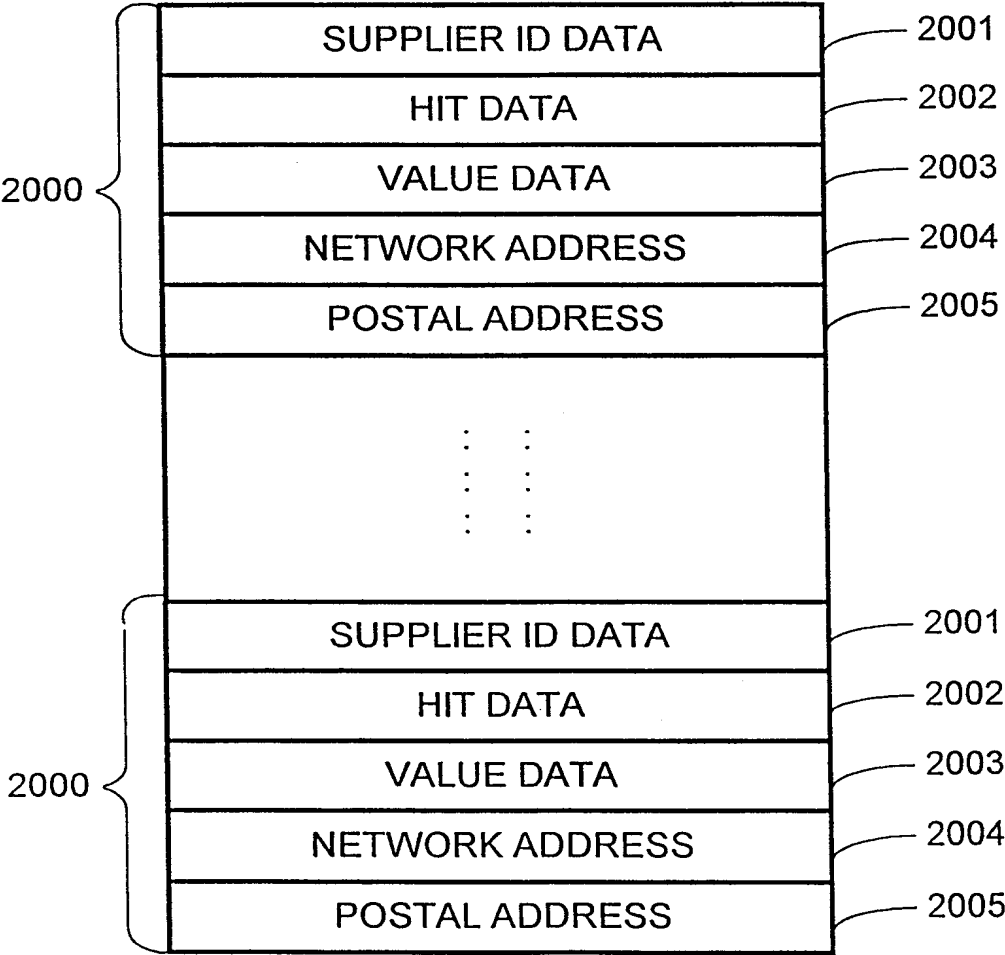 SUPPLIER ID DATA 2001
HIT DATA 2002
VALUE DATA 2003
2000
NETWORK ADDRESS 2004
POSTAL ADDRESS 2005
SUPPLIER ID DATA 2001
HIT DATA 2002
VALUE DATA 2003
2000
NETWORK ADDRESS 2004
POSTAL ADDRESS 2005